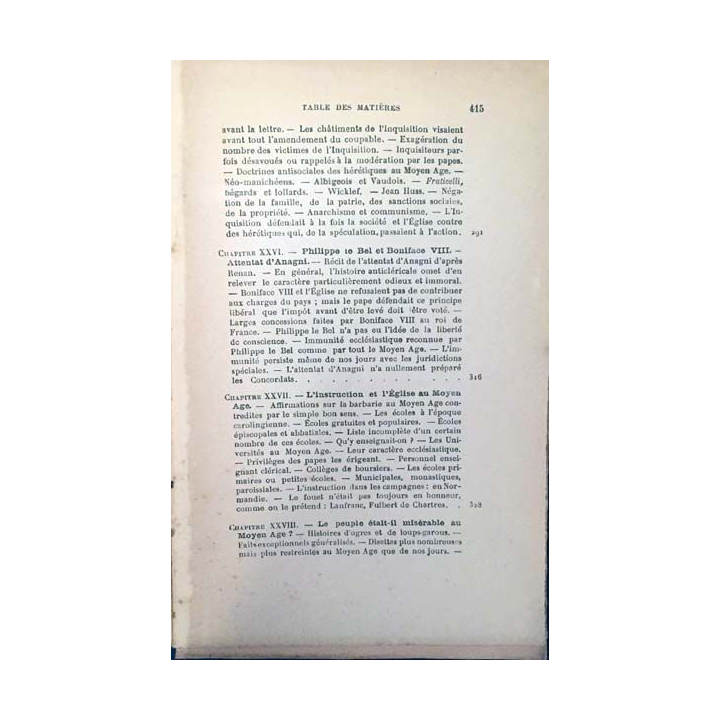 TABLE DES MATIÈRES 415
avant la lettre. — Les châtiments de l'Inquisition visaient
avant tout l'amendement du coupable. — Exagération du
nombre des victimes de l'Inquisition. — Inquisiteurs par-
fois désavoués ou rappelés à la modération par les papes.
— Doctrines antisociales des hérétiques au Moyen Age. —
Néo-manichéens. — Albigeois et Vaudois. — Fraticelli,
bégards et lollards. — Wicklef. — Jean Huss. — Néga-
tion de la famille, de la patrie, des sanctions sociales,
de la propriété. — Anarchisme et communisme. — L'In-
quisition défendait à la fois la société et l'Église contre
des hérétiques qui, de la spéculation, passaient à l'action. 291
CHAPITRE XXVI. — Philippe le Bel et Boniface VIII. —
Attentat d'Anagni. — Récit de l'attentat d'Anagni d'après
Renan. — En général, l'histoire anticléricale omet d'en
relever le caractère particulièrement odieux et immoral.
— Boniface VIII et l'Église ne refusaient pas de contribuer
aux charges du pays ; mais le pape défendait ce principe
libéral que l'impôt avant d'être levé doit être voté. —
Larges concessions faites par Boniface VIII au roi de
France. — Philippe le Bel n'a pas eu l'idée de la liberté
de conscience. — Immunité ecclésiastique reconnue par
Philippe le Bel comme par tout le Moyen Age. — L'im-
munité persiste même de nos jours avec les juridictions
spéciales. — L'attentat d'Anagni n'a nullement préparé
les Concordats. . . . . . . . . . . . . 316
CHAPITRE XXVII. — L'instruction et l'Église au Moyen
Age. — Affirmations sur la barbarie au Moyen Age con-
tredites par le simple bon sens. — Les écoles à l'époque
carolingienne. — Écoles gratuites et populaires. — Écoles
épiscopales et abbatiales. — Liste incomplète d'un certain
nombre de ces écoles. — Qu'y enseignait-on ? — Les Uni-
versités au Moyen Age. — Leur caractère ecclésiastique.
— Privilèges des papes les érigeant. — Personnel ensei-
gnant clérical. — Collèges de boursiers. — Les écoles pri-
maires ou petites écoles. — Municipales, monastiques,
paroissiales. — L'instruction dans les campagnes : en Nor-
mandie. — Le fouet n'était pas toujours en honneur,
comme on le prétend : Lanfranc, Fulbert de Chartres. . 328
CHAPITRE XXVIII. — Le peuple était-il misérable au
Moyen Age ? — Histoires d'ogres et de loups-garous. —
Faits exceptionnels généralisés. — Disettes plus nombreuses
mais plus restreintes au Moyen Age que de nos jours. —